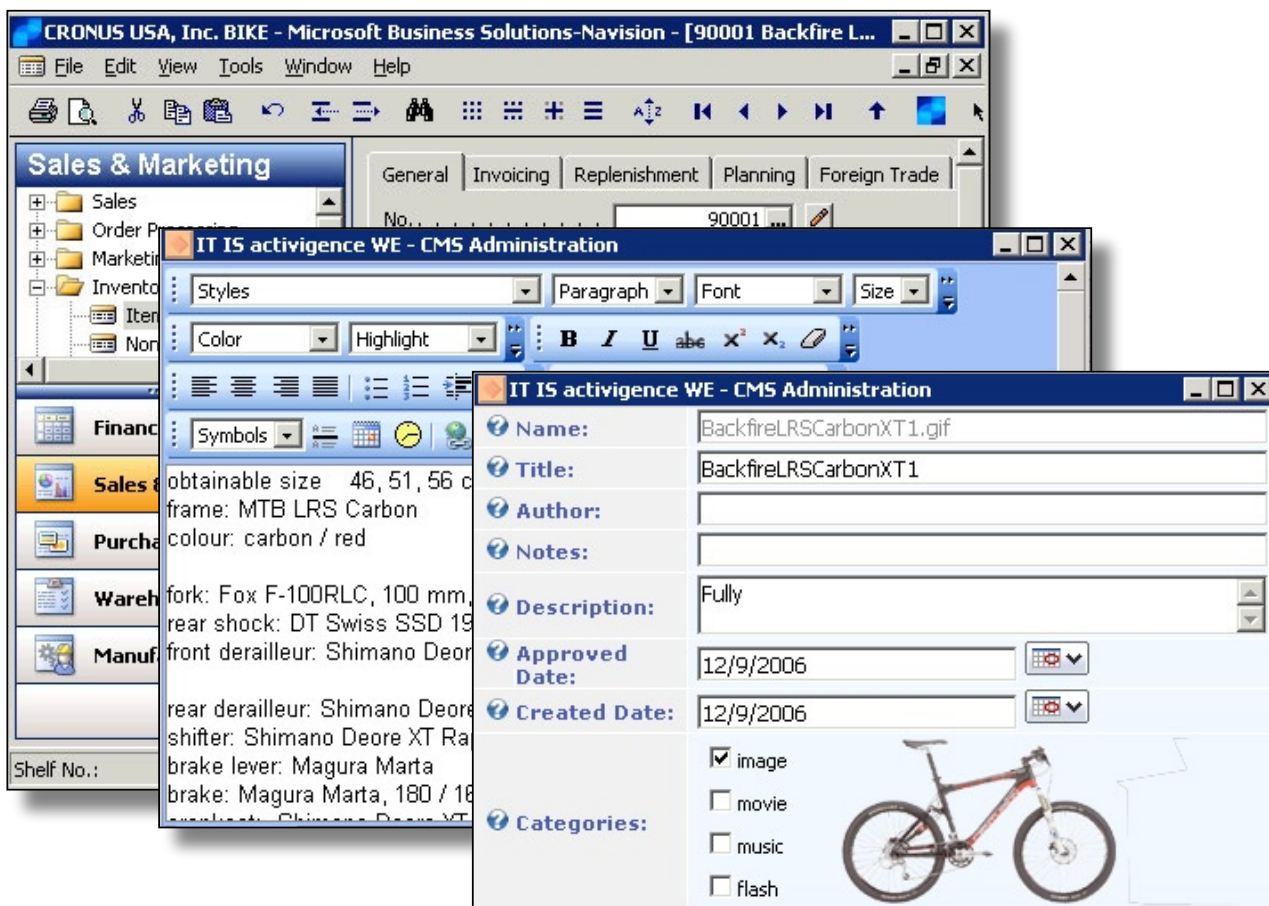 CRONUS USA, Inc. BIKE - Microsoft Business Solutions-Navision - [90001 Backfire L...
File Edit View Tools Window Help
Sales & Marketing
General Invoicing Replenishment Planning Foreign Trade
Sales
No. 90001 ...
Order
IT IS activigence WE - CMS Administration
Styles Paragraph Font Size
Color Highlight B I U abc x² x₂
Symbols
Shelf No.:
obtainable size 46, 51, 56 c
frame: MTB LRS Carbon
colour: carbon / red
fork: Fox F-100RLC, 100 mm,
rear shock: DT Swiss SSD 19
front derailleur: Shimano Deor
rear derailleur: Shimano Deore
shifter: Shimano Deore XT Ra
brake lever: Magura Marta
brake: Magura Marta, 180 /
IT IS activigence WE - CMS Administration
Name: BackfireLRSCarbonXT1.gif
Title: BackfireLRSCarbonXT1
Author:
Notes:
Description: Fully
Approved Date: 12/9/2006
Created Date: 12/9/2006
Categories:
image
movie
music
flash